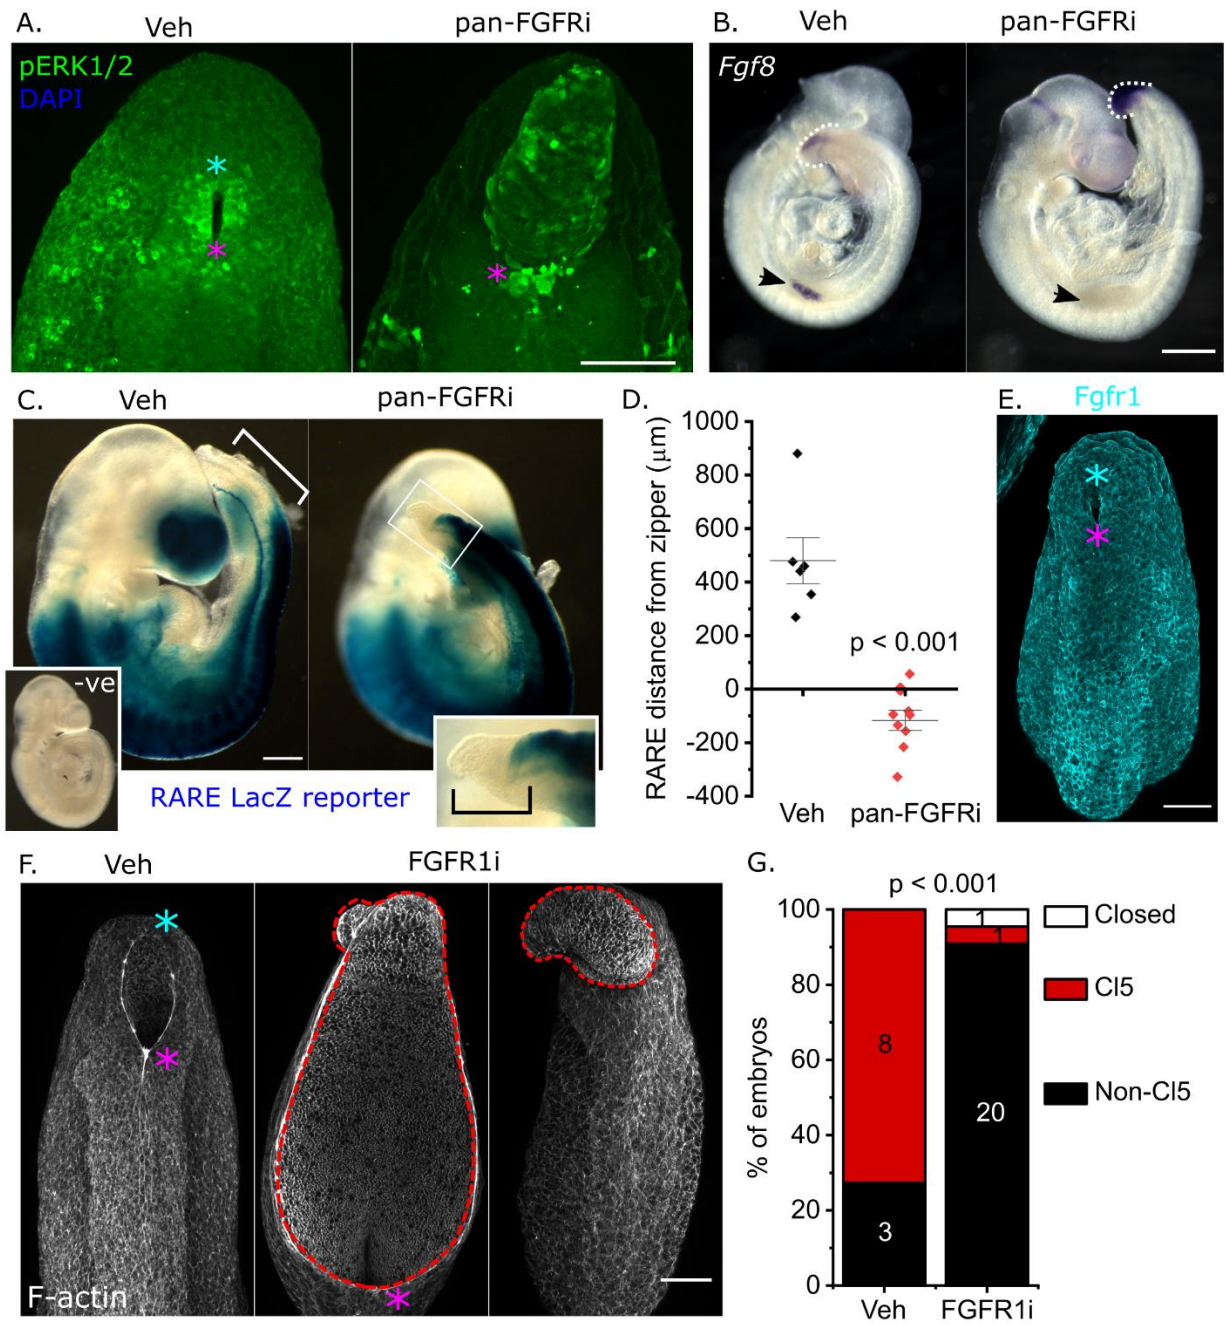 A.
Veh
pan-FGFRi
pERK1/2
DAPI
*
*
*
B.
Veh
pan-FGFRi
Fgf8
C.
Veh
pan-FGFRi
-ve
RARE LacZ reporter
D.
RARE distance from zipper (μm)
1000
800
600
400
200
0
-200
-400
p < 0.001
Veh
pan-FGFRi
E.
Fgfr1
*
*
F.
Veh
FGFR1i
*
*
*
F-actin
G.
p < 0.001
% of embryos
100
80
60
40
20
0
8
3
1
1
20
Veh
FGFR1i
Closed
Cl5
Non-Cl5